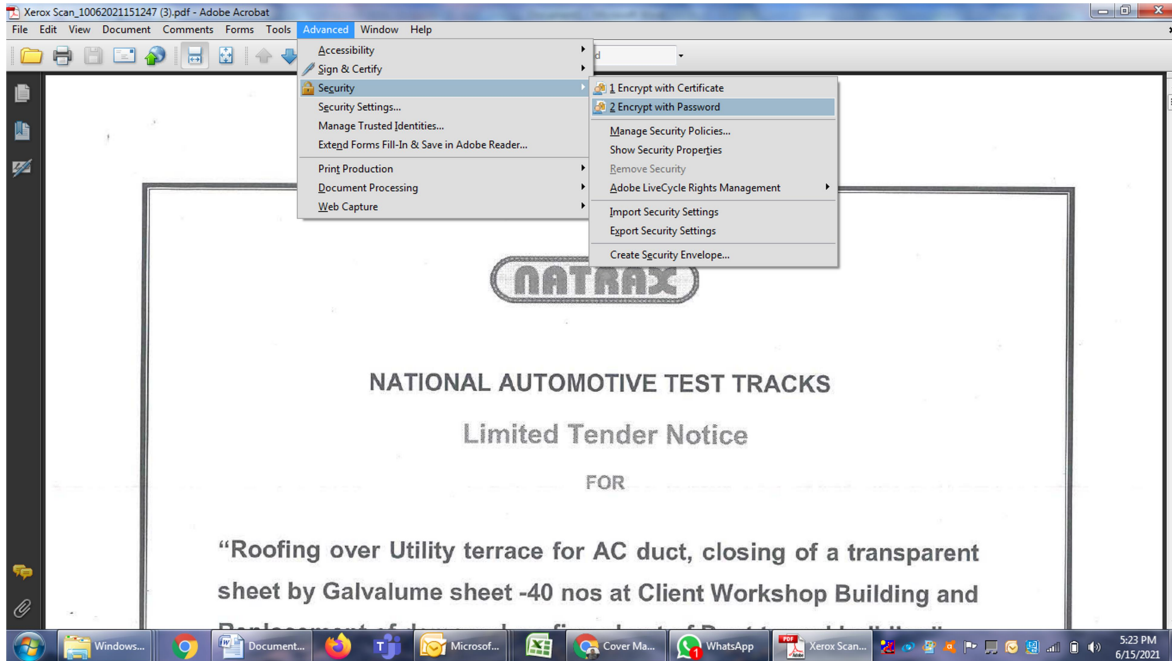 Xerox Scan_10062021151247 (3).pdf - Adobe Acrobat
File Edit View Document Comments Forms Tools Advanced Window Help
Accessibility
Sign & Certify
Security
Security Settings...
Manage Trusted Identities...
Extend Forms Fill-In & Save in Adobe Reader...
Print Production
Document Processing
Web Capture
1 Encrypt with Certificate
2 Encrypt with Password
Manage Security Policies...
Show Security Properties
Remove Security
Adobe LiveCycle Rights Management
Import Security Settings
Export Security Settings
Create Security Envelope...
NATRAX
NATIONAL AUTOMOTIVE TEST TRACKS
Limited Tender Notice
FOR
“Roofing over Utility terrace for AC duct, closing of a transparent
sheet by Galvalume sheet -40 nos at Client Workshop Building and
Windows... Document... Microsof... Cover Ma... 1 WhatsApp Xerox Scan... 5:23 PM
6/15/2021